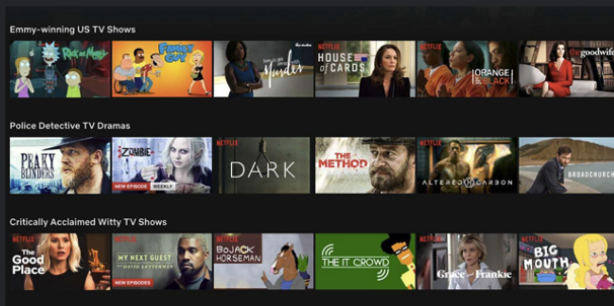 Emmy-winning US TV Shows
RICK AND MORTY
FAMILY GUY
How to Get Away with Murder
NETFLIX
HOUSE
OF CARDS
NETFLIX
ORANGE
IS THE NEW
BLACK
the goodwife
Police Detective TV Dramas
PEAKY
BLINDERS
iZOMBIE
NEW EPISODE WEEKLY
NETFLIX
DARK
THE
METHOD
NETFLIX
ALTERED CARBON
BROADCHURCH
Critically Acclaimed Witty TV Shows
NETFLIX
The
Good
Place
NETFLIX
MY NEXT GUEST
WITH DAVID LETTERMAN
NEW EPISODES
NETFLIX
BOJACK
HORSEMAN
THE IT CROWD
NETFLIX
Grace and Frankie
NETFLIX
BIG
MOUTH